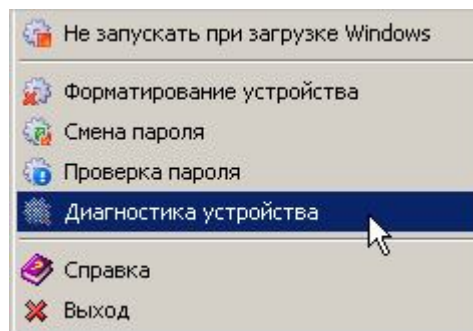 Не запускать при загрузке Windows
Форматирование устройства
Смена пароля
Проверка пароля
Диагностика устройства
Справка
Выход